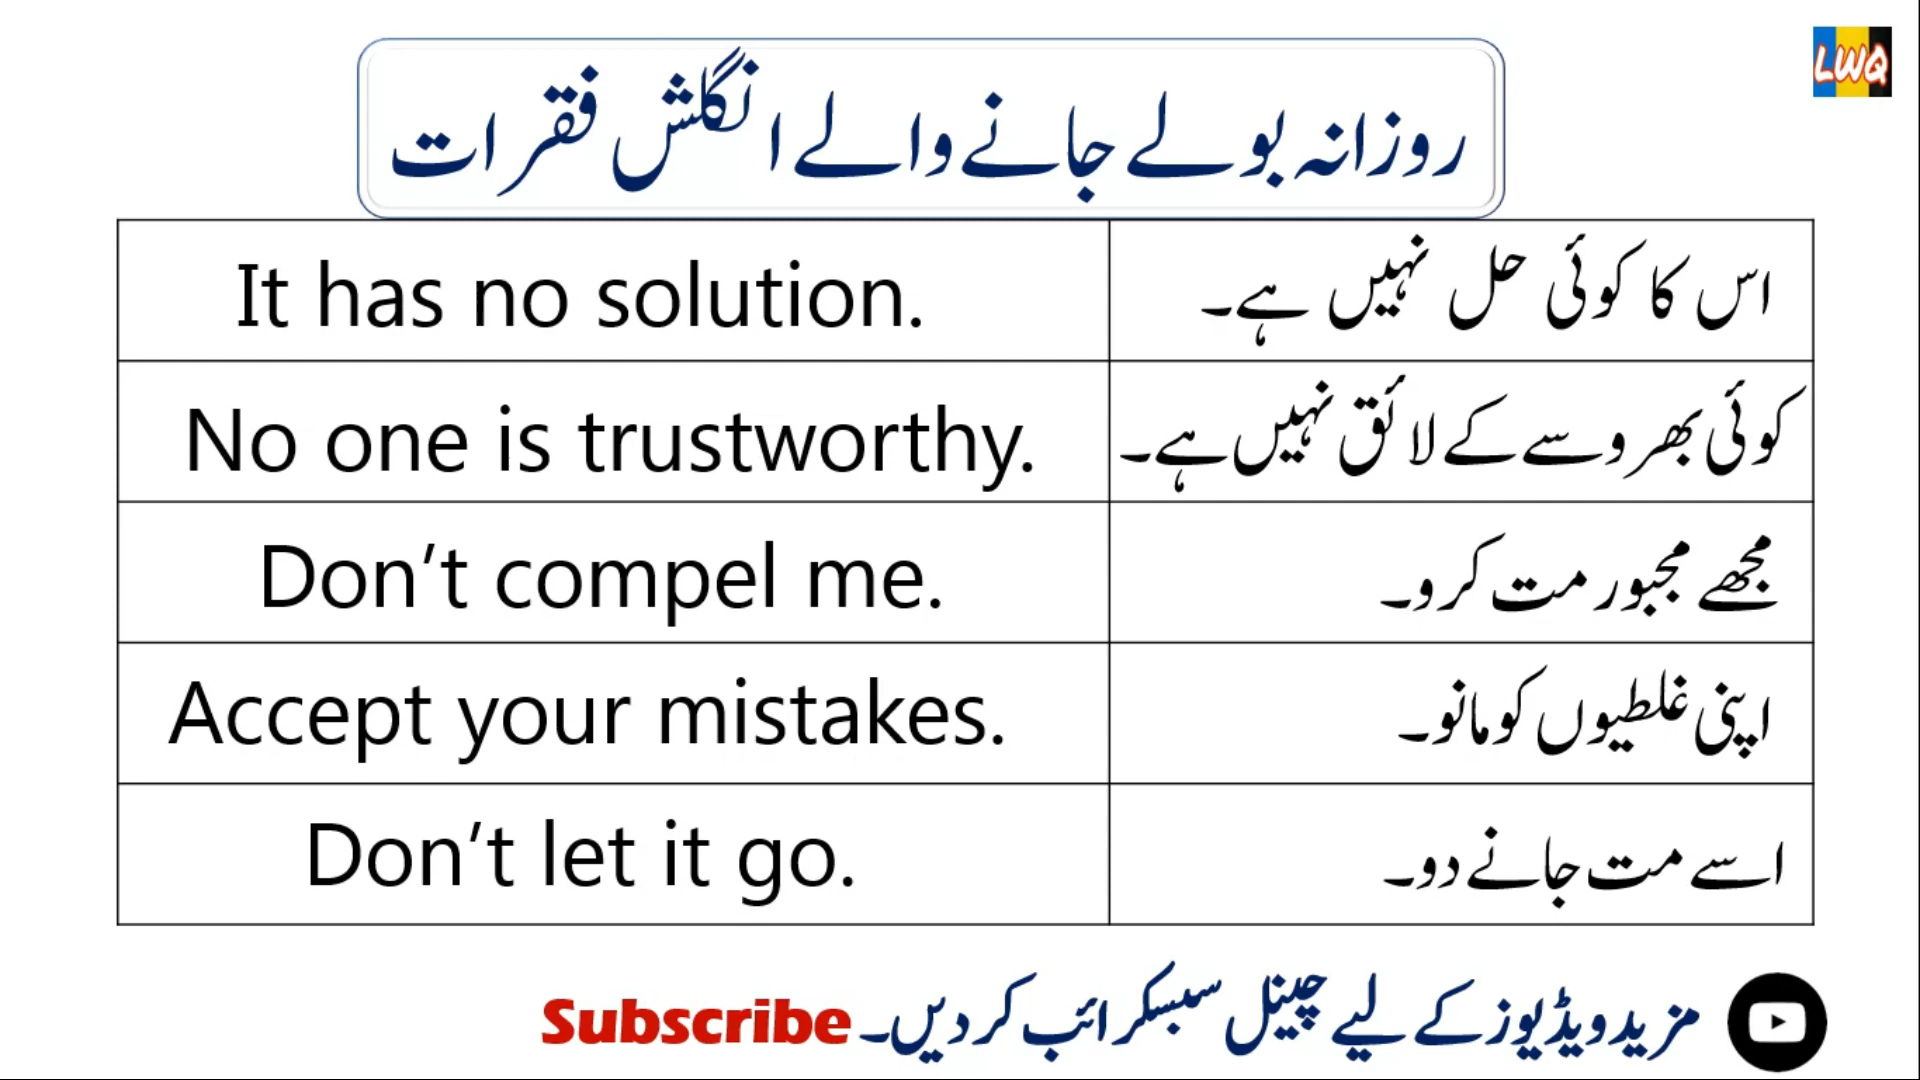 LWQ
روزانہ بولے جانے والے انگلش فقرات
It has no solution. اس کا کوئی حل نہیں ہے۔
No one is trustworthy. کوئی بھروسے کے لائق نہیں ہے۔
Don’t compel me. مجھے مجبور مت کرو۔
Accept your mistakes. اپنی غلطیوں کو مانو۔
Don’t let it go. اسے مت جانے دو۔
مزید ویڈیوز کے لیے چینل سبسکرائب کر دیں۔ Subscribe